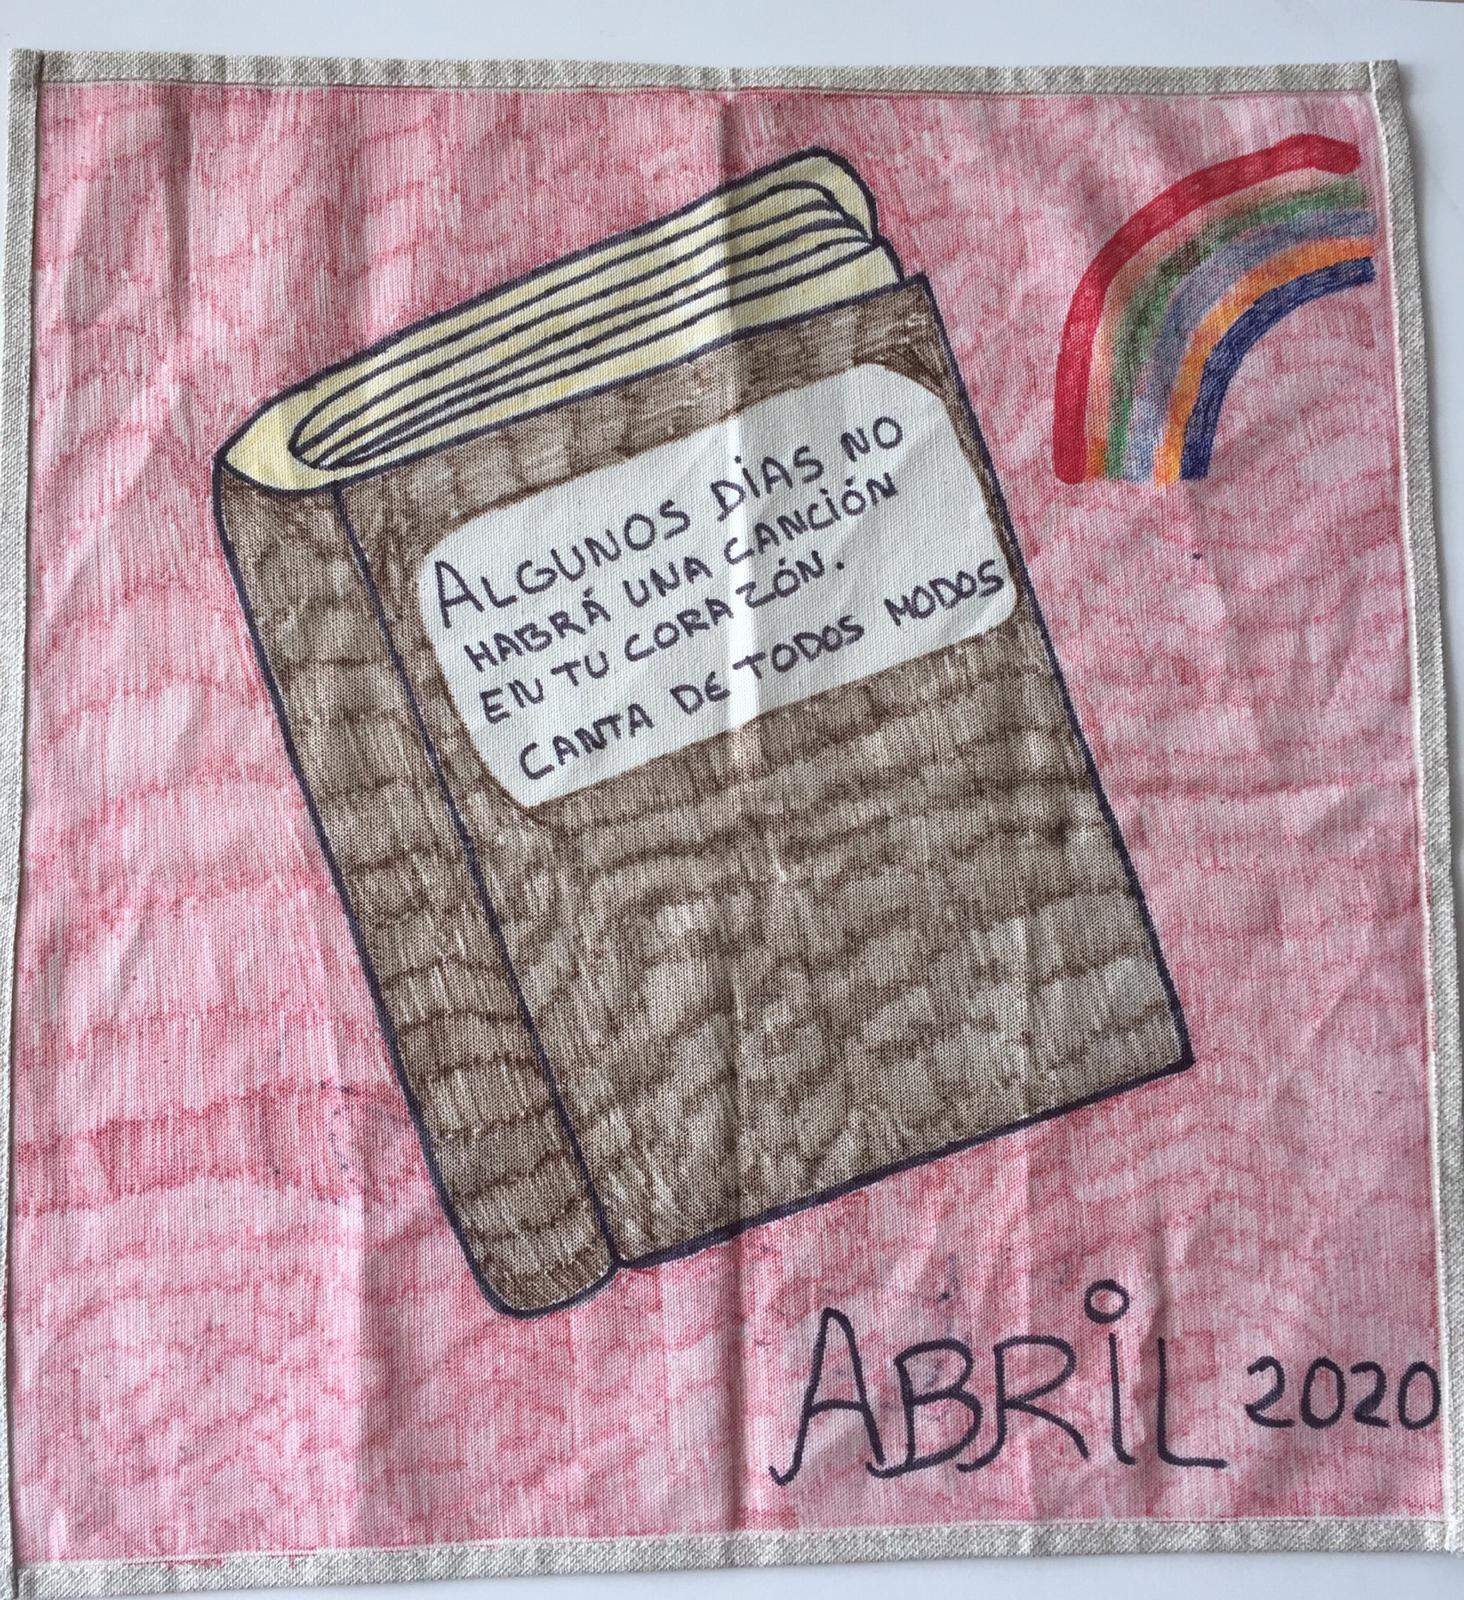 ALGUNOS DÍAS NO
HABRÁ UNA CANCIÓN
EN TU CORAZÓN.
CANTA DE TODOS MODOS
ABRIL 2020